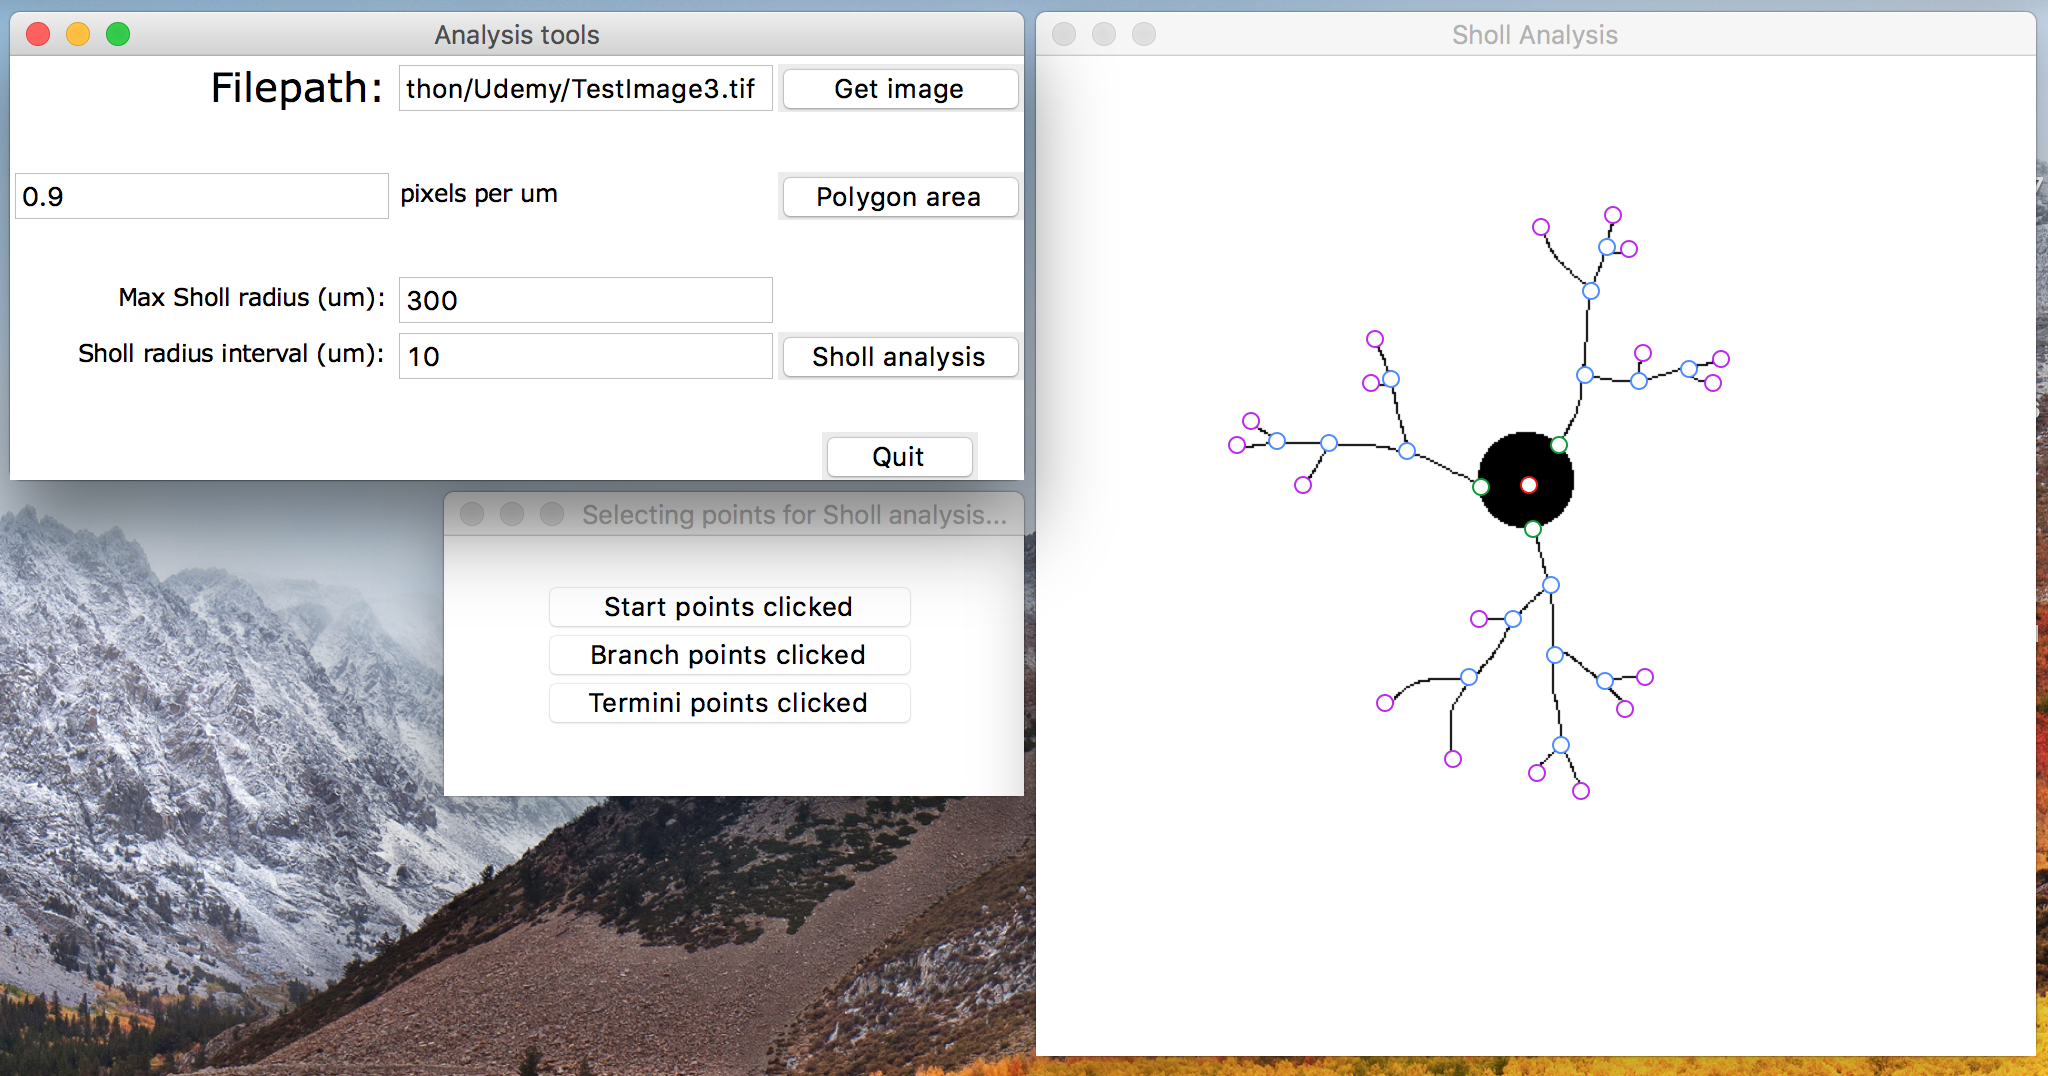 Analysis tools
Filepath:
thon/Udemy/TestImage3.tif
Get image
0.9
pixels per um
Polygon area
Max Sholl radius (um):
300
Sholl radius interval (um):
10
Sholl analysis
Quit
Selecting points for Sholl analysis...
Start points clicked
Branch points clicked
Termini points clicked
Sholl Analysis